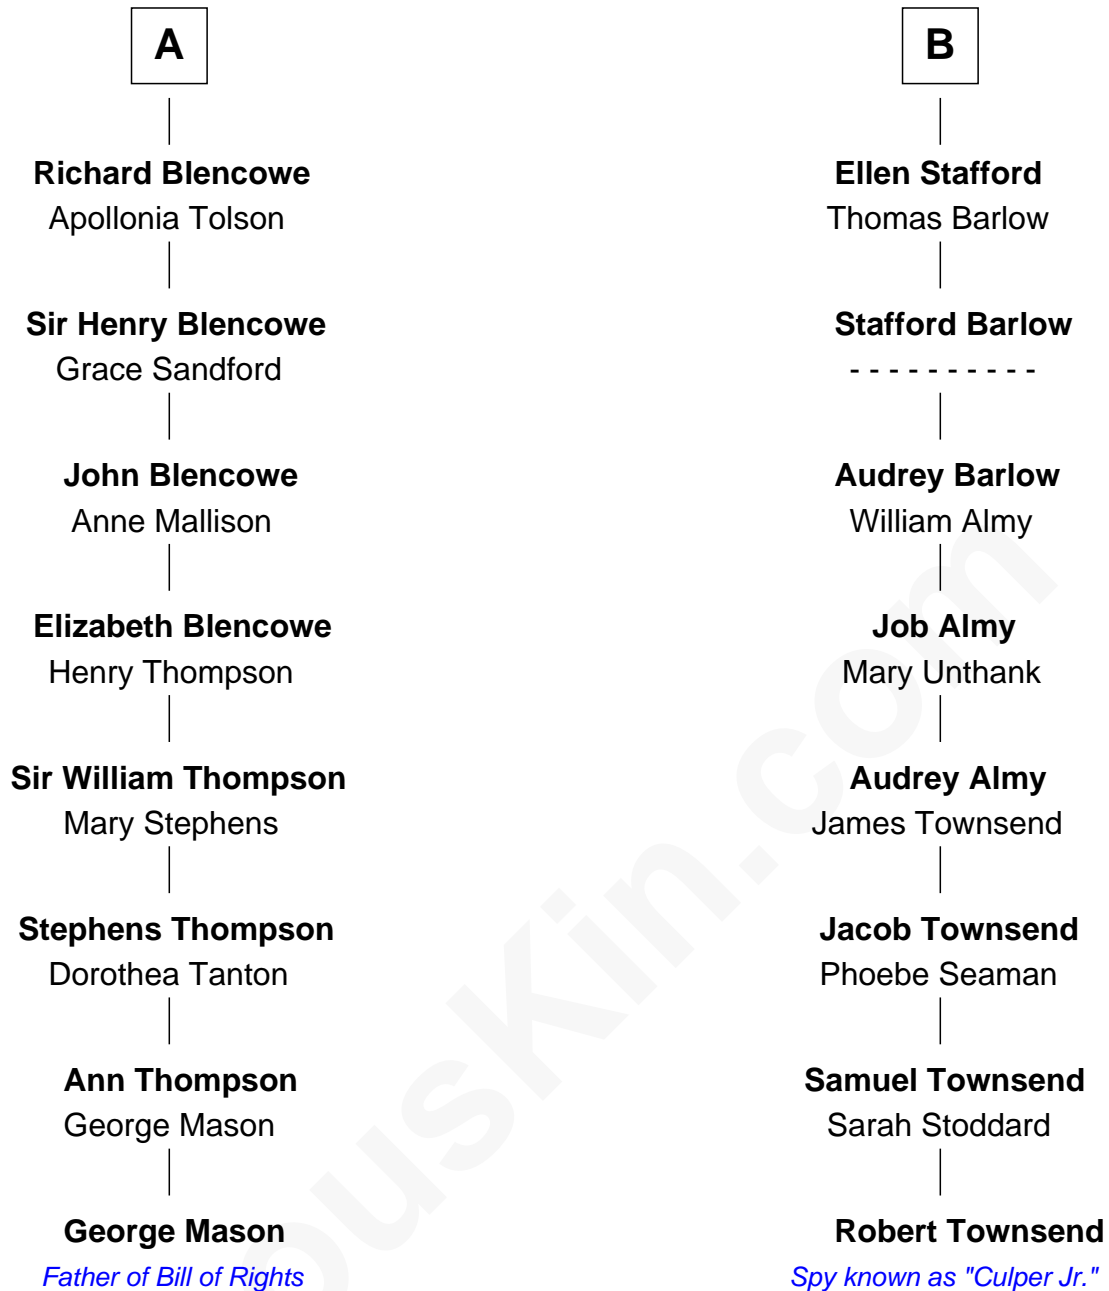 A
Richard Blencowe
Apollonia Tolson
Sir Henry Blencowe
Grace Sandford
John Blencowe
Anne Mallison
Elizabeth Blencowe
Henry Thompson
Sir William Thompson
Mary Stephens
Stephens Thompson
Dorothea Tanton
Ann Thompson
George Mason
George Mason
Father of Bill of Rights
B
Ellen Stafford
Thomas Barlow
Stafford Barlow
- - - - - - - - - -
Audrey Barlow
William Almy
Job Almy
Mary Unthank
Audrey Almy
James Townsend
Jacob Townsend
Phoebe Seaman
Samuel Townsend
Sarah Stoddard
Robert Townsend
Spy known as "Culper Jr."
ouskin.com